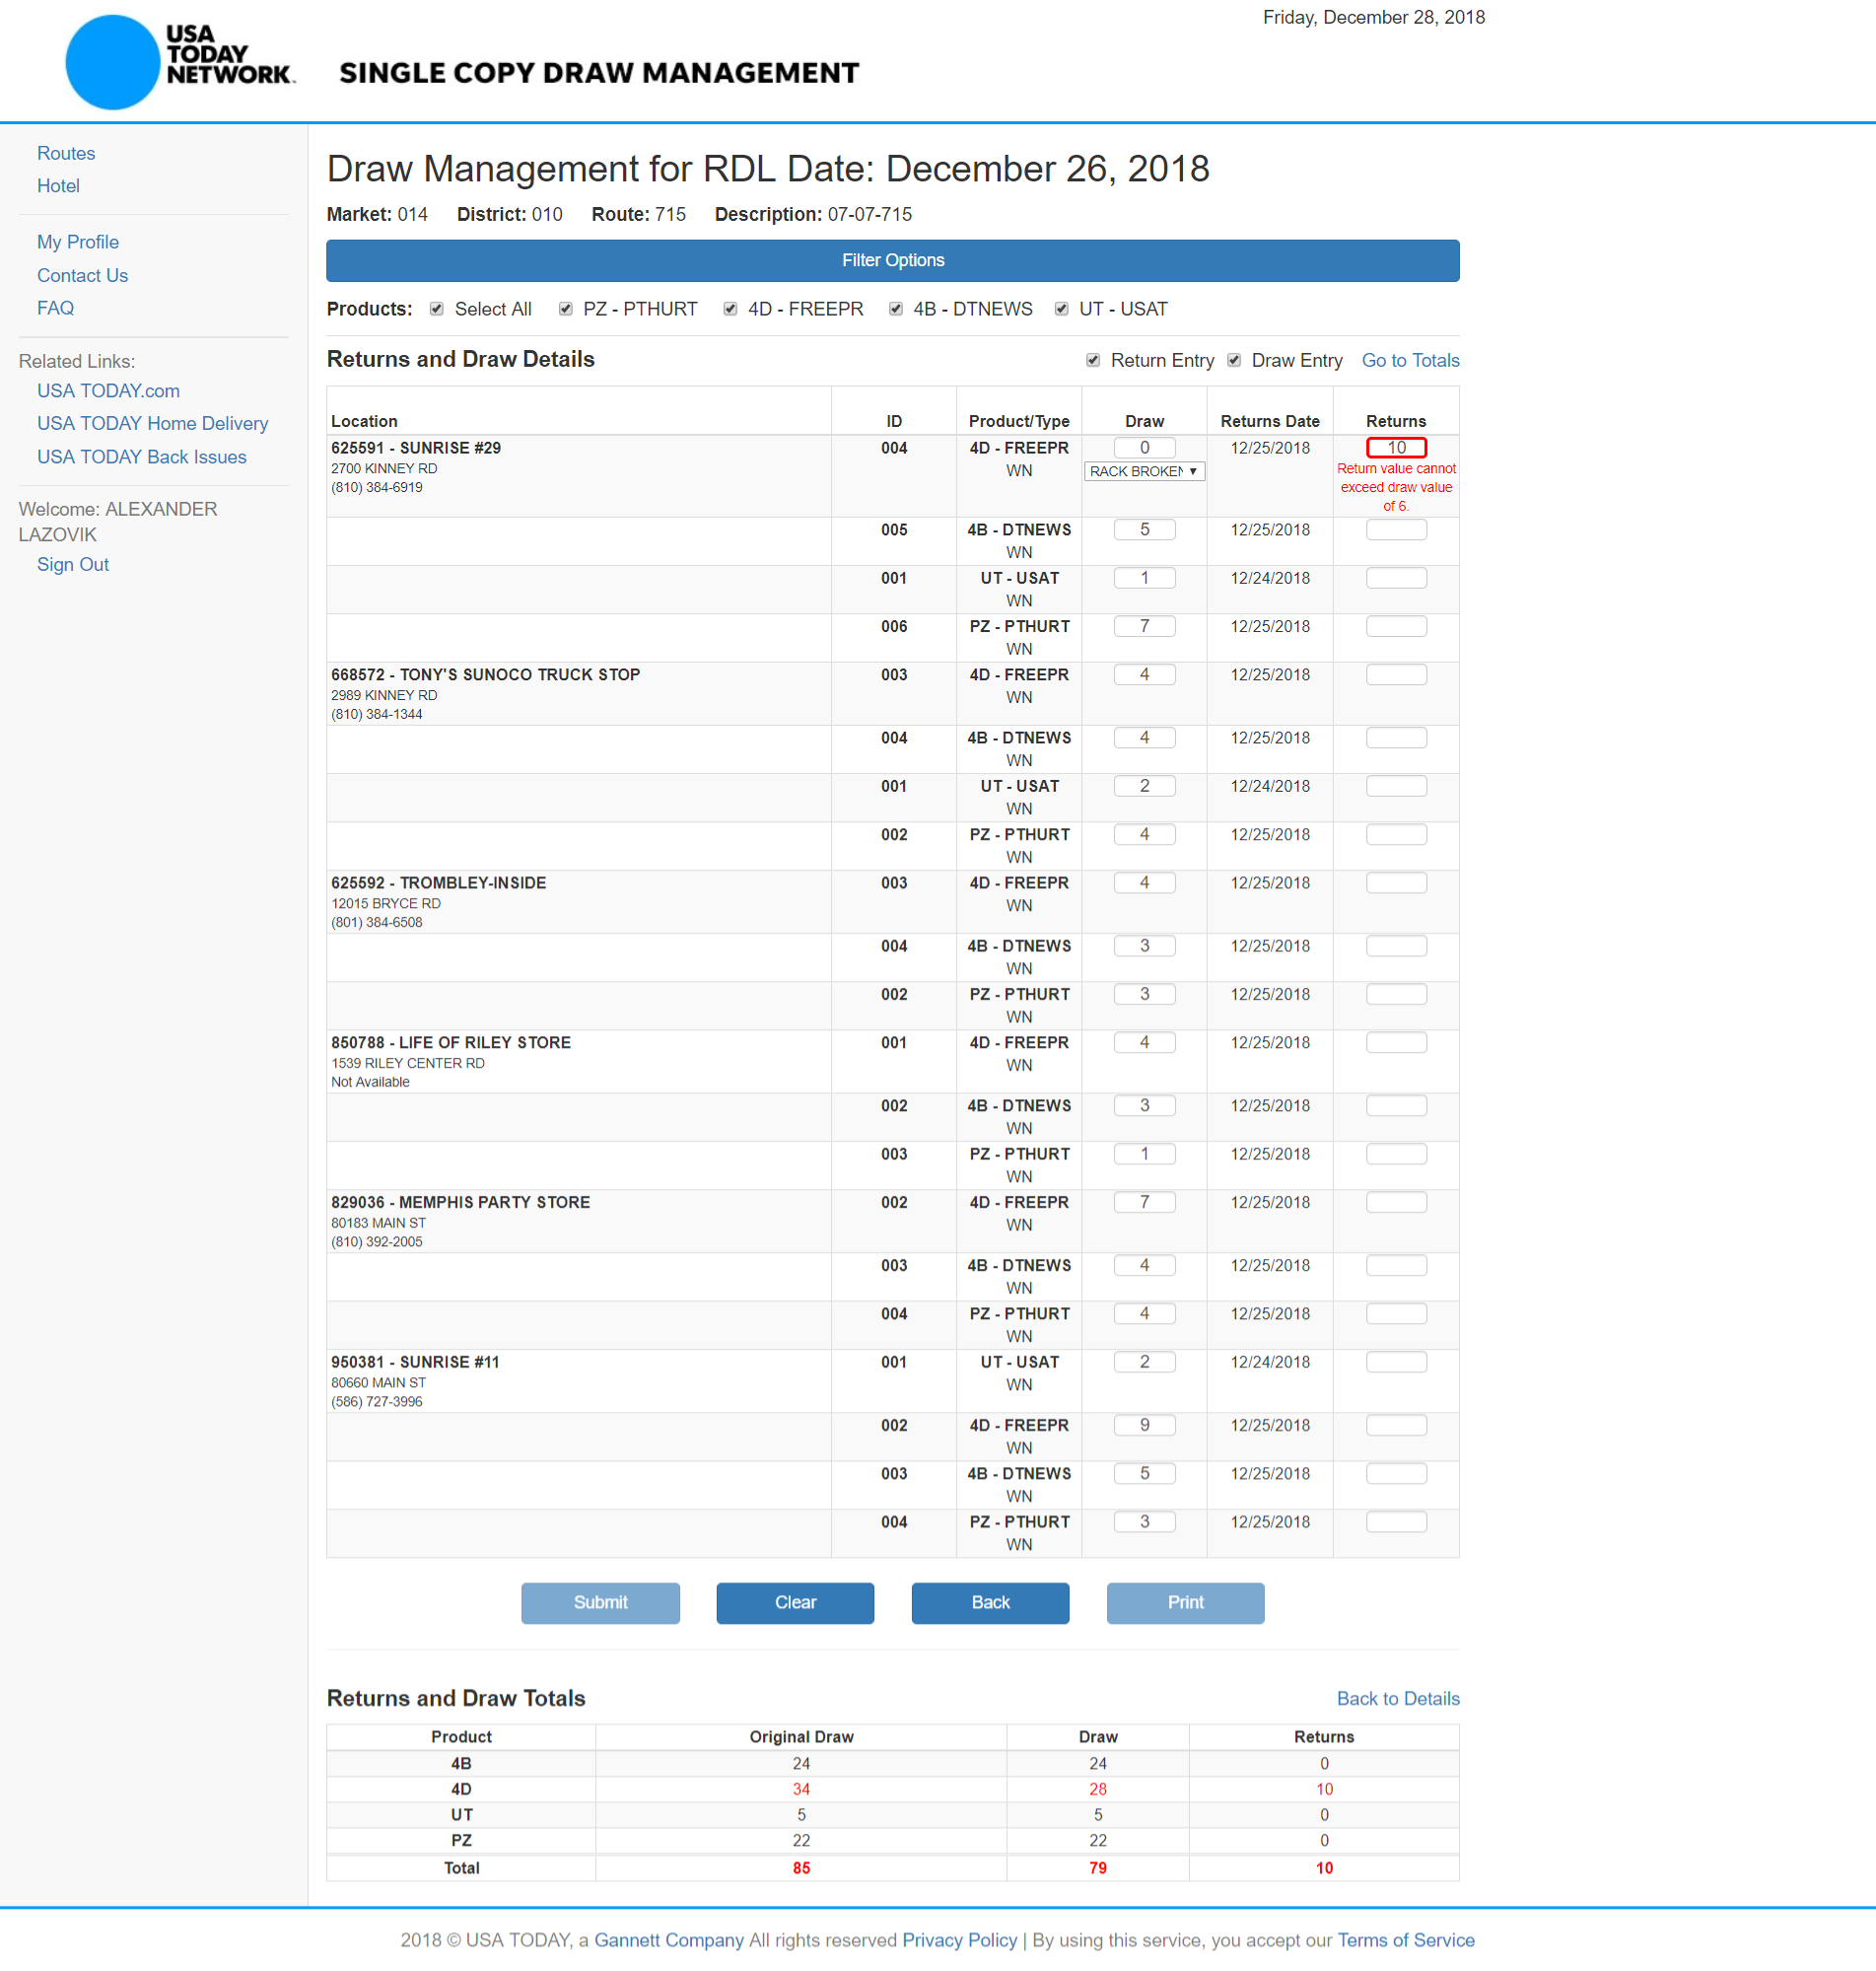 Friday, December 28, 2018
USA
TODAY
NETWORK
SINGLE COPY DRAW MANAGEMENT
Routes
Hotel
My Profile
Contact Us
FAQ
Related Links:
USA TODAY.com
USA TODAY Home Delivery
USA TODAY Back Issues
Welcome: ALEXANDER
LAZOVIK
Sign Out
Draw Management for RDL Date: December 26, 2018
Market: 014 District: 010 Route: 715 Description: 07-07-715
Filter Options
Products: Select All PZ - PTHURT 4D - FREEPR 4B - DTNEWS UT - USAT
Returns and Draw Details Return Entry Draw Entry Go to Totals
Location ID Product/Type Draw Returns Date Returns
625591 - SUNRISE #29 004 4D - FREEPR 0 12/25/2018 10
2700 KINNEY RD WN RACK BROKEN Return value cannot
(810) 384-6919 exceed draw value
of 6.
005 4B - DTNEWS 5 12/25/2018
WN
001 UT - USAT 1 12/24/2018
WN
006 PZ - PTHURT 7 12/25/2018
WN
668572 - TONY'S SUNOCO TRUCK STOP 003 4D - FREEPR 4 12/25/2018
2989 KINNEY RD WN
(810) 384-1344
004 4B - DTNEWS 4 12/25/2018
WN
001 UT - USAT 2 12/24/2018
WN
002 PZ - PTHURT 4 12/25/2018
WN
625592 - TROMBLEY-INSIDE 003 4D - FREEPR 4 12/25/2018
12015 BRYCE RD WN
(801) 384-6508
004 4B - DTNEWS 3 12/25/2018
WN
002 PZ - PTHURT 3 12/25/2018
WN
850788 - LIFE OF RILEY STORE 001 4D - FREEPR 4 12/25/2018
1539 RILEY CENTER RD WN
Not Available
002 4B - DTNEWS 3 12/25/2018
WN
003 PZ - PTHURT 1 12/25/2018
WN
829036 - MEMPHIS PARTY STORE 002 4D - FREEPR 7 12/25/2018
80183 MAIN ST WN
(810) 392-2005
003 4B - DTNEWS 4 12/25/2018
WN
004 PZ - PTHURT 4 12/25/2018
WN
950381 - SUNRISE #11 001 UT - USAT 2 12/24/2018
80660 MAIN ST WN
(586) 727-3996
002 4D - FREEPR 9 12/25/2018
WN
003 4B - DTNEWS 5 12/25/2018
WN
004 PZ - PTHURT 3 12/25/2018
WN
Submit Clear Back Print
Returns and Draw Totals Back to Details
Product Original Draw Draw Returns
4B 24 24 0
4D 34 28 10
UT 5 5 0
PZ 22 22 0
Total 85 79 10
2018 © USA TODAY, a Gannett Company All rights reserved Privacy Policy | By using this service, you accept our Terms of Service